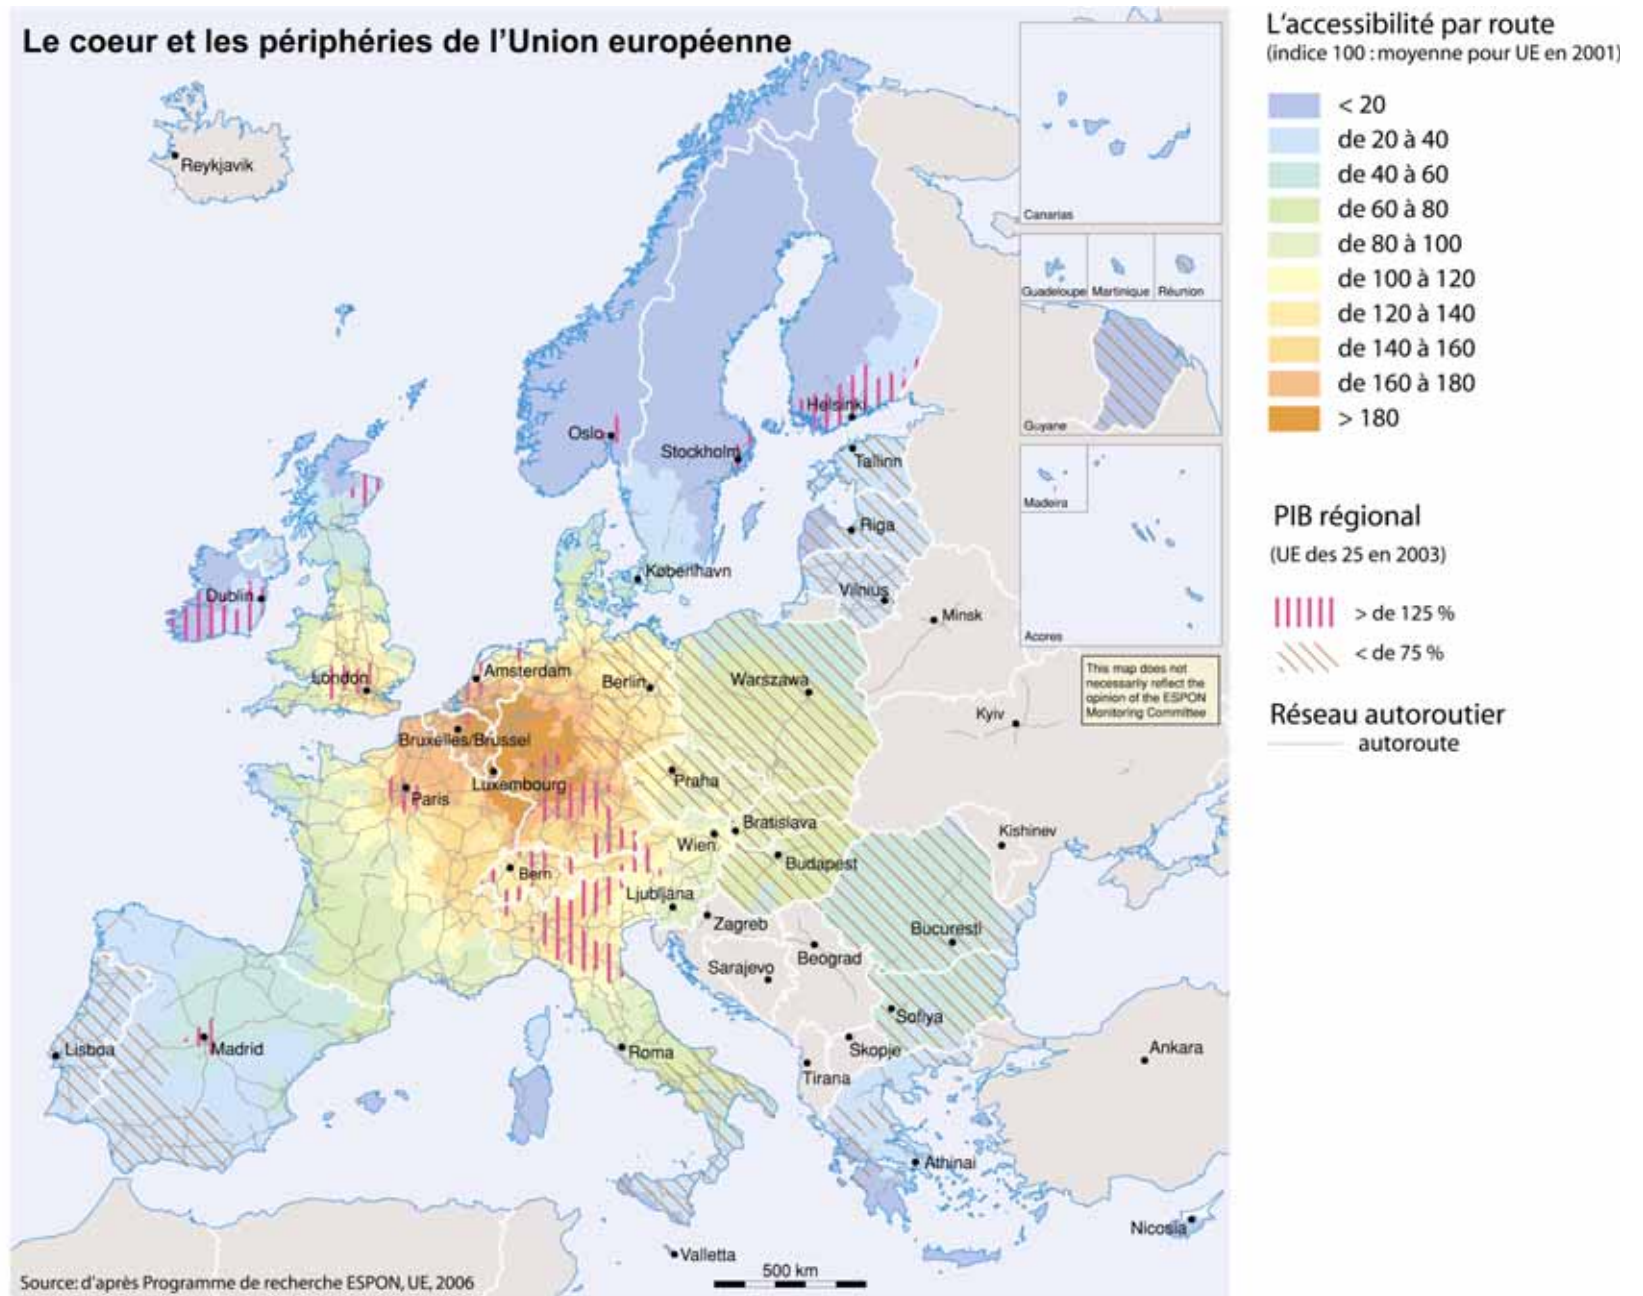 Le coeur et les périphéries de l'Union européenne
L'accessibilité par route
(indice 100 : moyenne pour UE en 2001)
< 20
de 20 à 40
de 40 à 60
de 60 à 80
de 80 à 100
de 100 à 120
de 120 à 140
de 140 à 160
de 160 à 180
> 180
PIB régional
(UE des 25 en 2003)
> de 125 %
< de 75 %
Réseau autoroutier
autoroute
Canarias
Guadeloupe
Martinique
Réunion
Guyane
Madeira
Acores
This map does not
necessarily reflect the
opinion of the ESPON
Monitoring Committee
Reykjavik
Helsinki
Oslo
Stockholm
Tallinn
Riga
København
Vilnius
Dublin
Minsk
London
Amsterdam
Berlin
Warszawa
Kyiv
Bruxelles/Brussel
Luxembourg
Praha
Paris
Bratislava
Kishinev
Wien
Budapest
Bern
Ljubljana
Zagreb
Bucuresti
Beograd
Sarajevo
Sofiya
Lisboa
Madrid
Roma
Skopje
Ankara
Tirana
Athinai
Nicosia
Valletta
500 km
Source: d'après Programme de recherche ESPON, UE, 2006